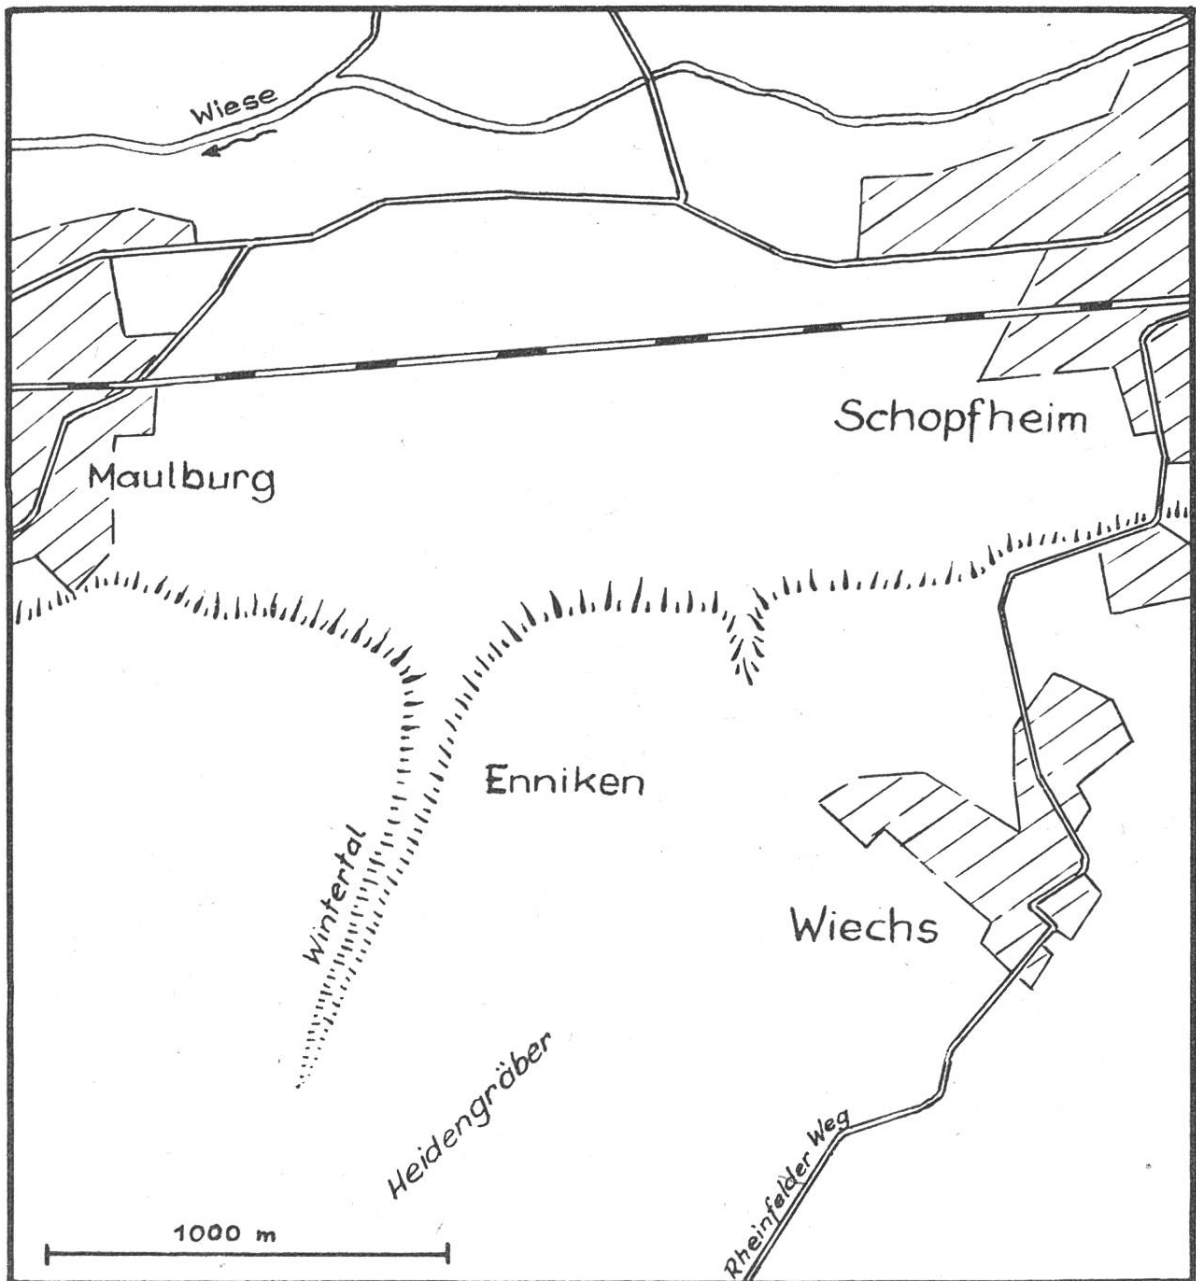 Wiese
Schopfheim
Maulburg
Enniken
Wintertal
Wiechs
Heidengräber
Rheinfelder Weg
1000 m